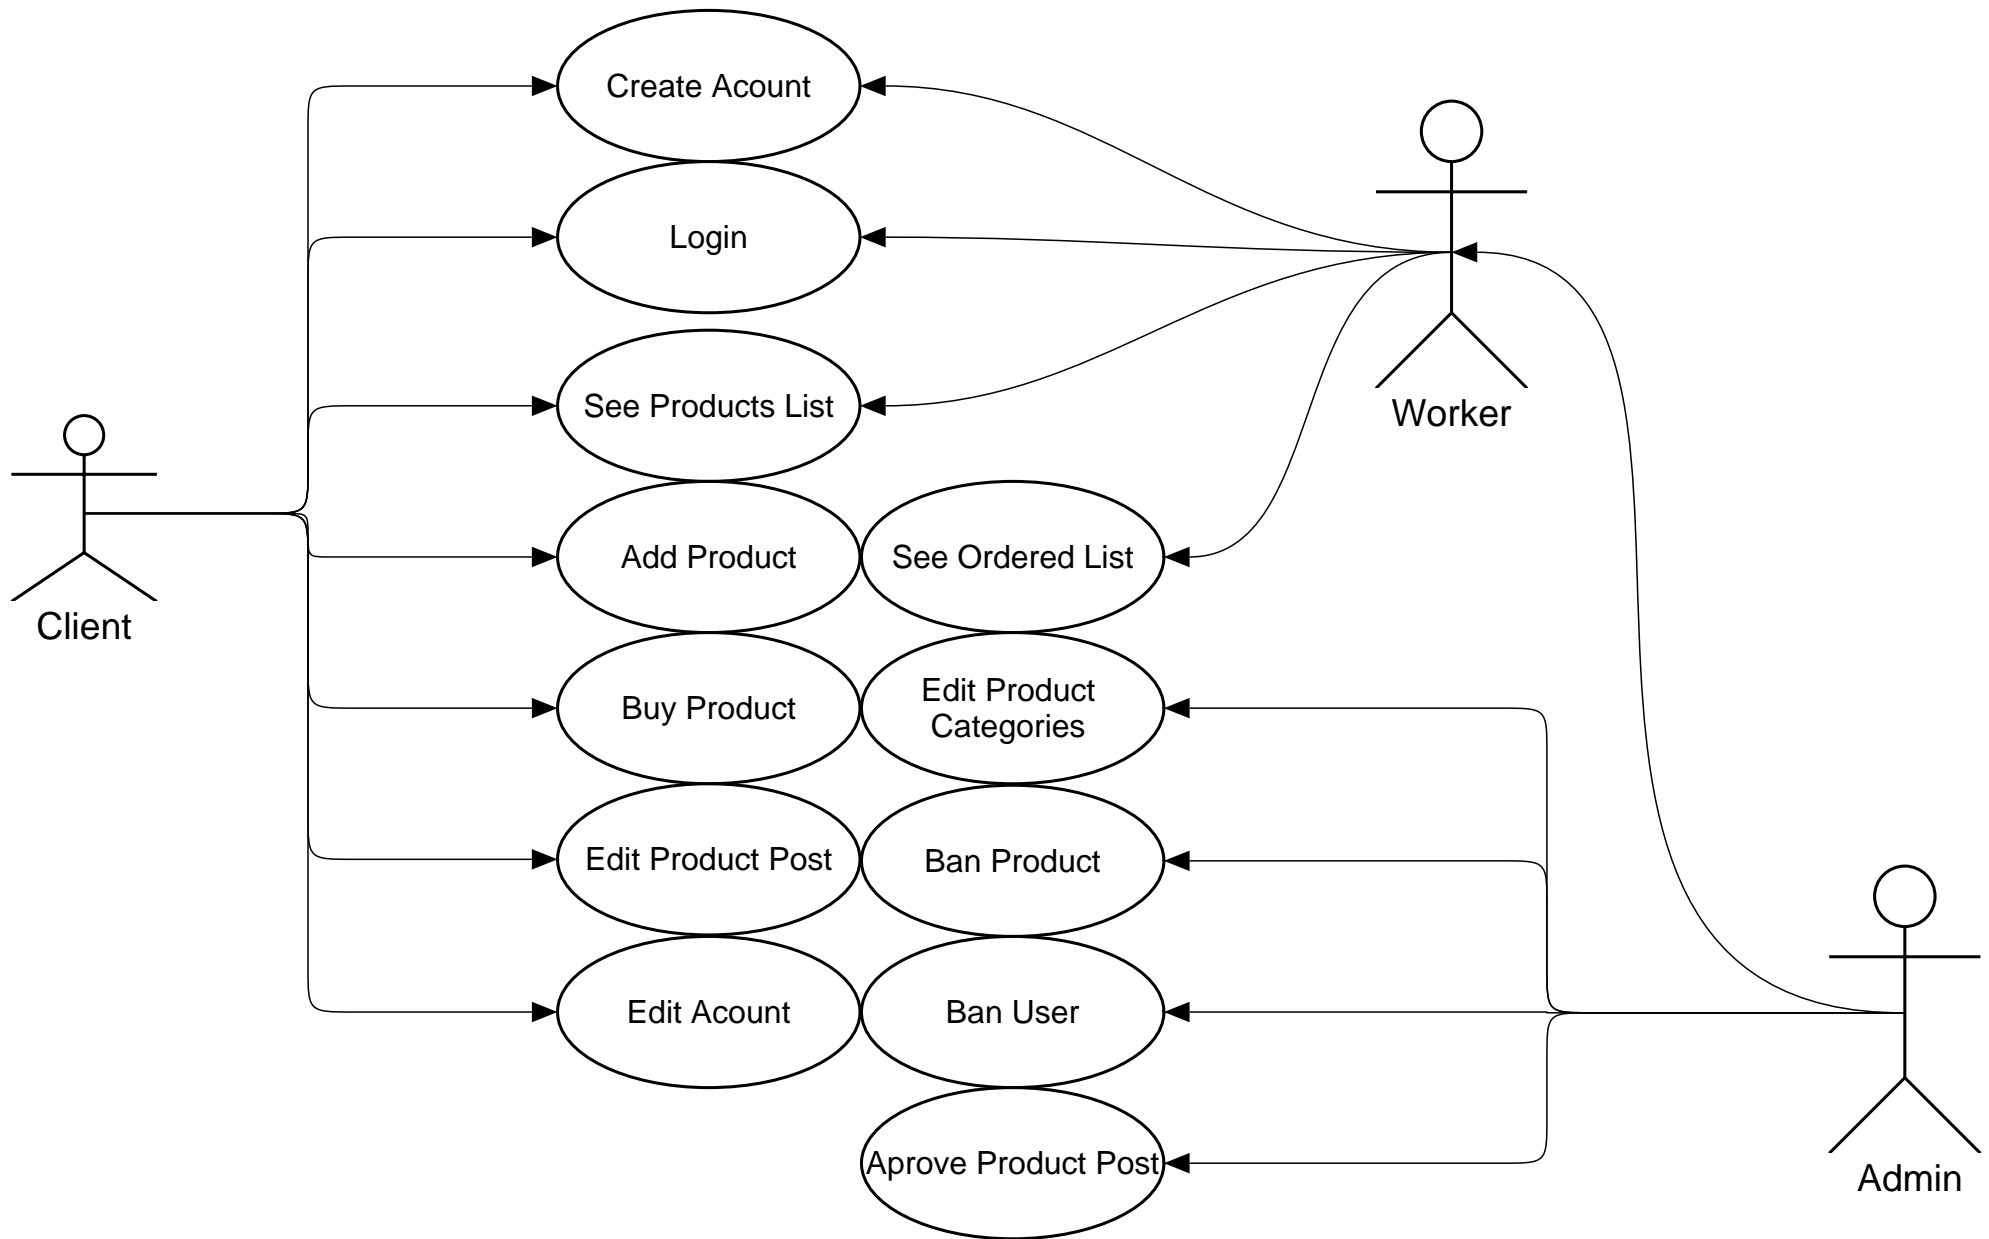 Create Acount
Login
See Products List
Worker
Add Product
See Ordered List
Client
Buy Product
Edit Product
Categories
Edit Product Post
Ban Product
Edit Acount
Ban User
Aprove Product Post
Admin